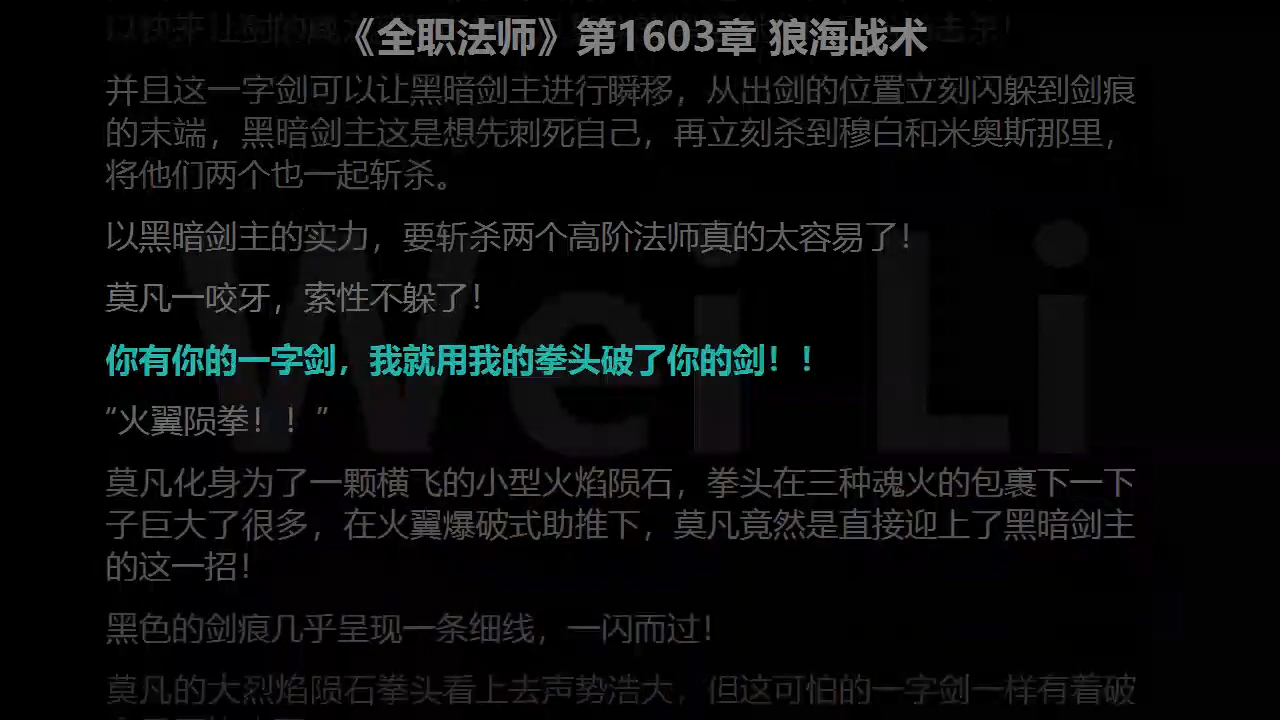 《全职法师》第1603章 狼海战术
并且这一字剑可以让黑暗剑主进行瞬移，从出剑的位置立刻闪躲到剑痕
的末端，黑暗剑主这是想先刺死自己，再立刻杀到穆白和米奥斯那里，
将他们两个也一起斩杀。
以黑暗剑主的实力，要斩杀两个高阶法师真的太容易了！
莫凡一咬牙，索性不躲了！
你有你的一字剑，我就用我的拳头破了你的剑！！
“火翼陨拳！！”
莫凡化身为了一颗横飞的小型火焰陨石，拳头在三种魂火的包裹下一下
子巨大了很多，在火翼爆破式助推下，莫凡竟然是直接迎上了黑暗剑主
的这一招！
黑色的剑痕几乎呈现一条细线，一闪而过！
莫凡的大烈焰陨石拳头看上去声势浩大，但这可怕的一字剑一样有着破
Wei Li